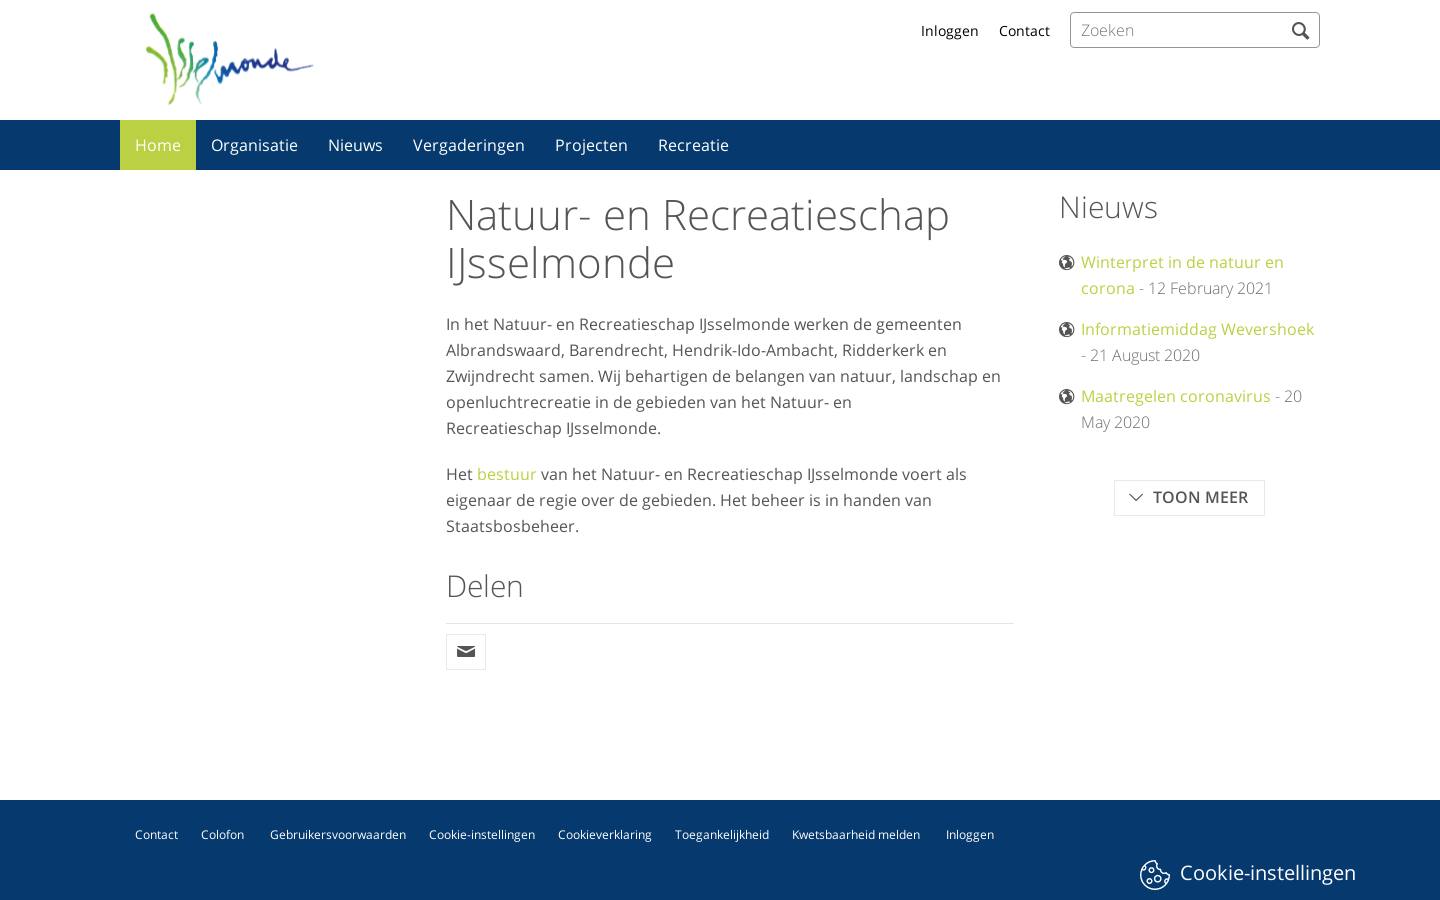 IJsselmonde
Inloggen
Contact
Zoeken
Home
Organisatie
Nieuws
Vergaderingen
Projecten
Recreatie
Natuur- en Recreatieschap
IJsselmonde
In het Natuur- en Recreatieschap IJsselmonde werken de gemeenten
Albrandswaard, Barendrecht, Hendrik-Ido-Ambacht, Ridderkerk en
Zwijndrecht samen. Wij behartigen de belangen van natuur, landschap en
openluchtrecreatie in de gebieden van het Natuur- en
Recreatieschap IJsselmonde.
Het bestuur van het Natuur- en Recreatieschap IJsselmonde voert als
eigenaar de regie over de gebieden. Het beheer is in handen van
Staatsbosbeheer.
Delen
Nieuws
Winterpret in de natuur en
corona - 12 February 2021
Informatiemiddag Wevershoek
- 21 August 2020
Maatregelen coronavirus - 20
May 2020
TOON MEER
Contact
Colofon
Gebruikersvoorwaarden
Cookie-instellingen
Cookieverklaring
Toegankelijkheid
Kwetsbaarheid melden
Inloggen
Cookie-instellingen